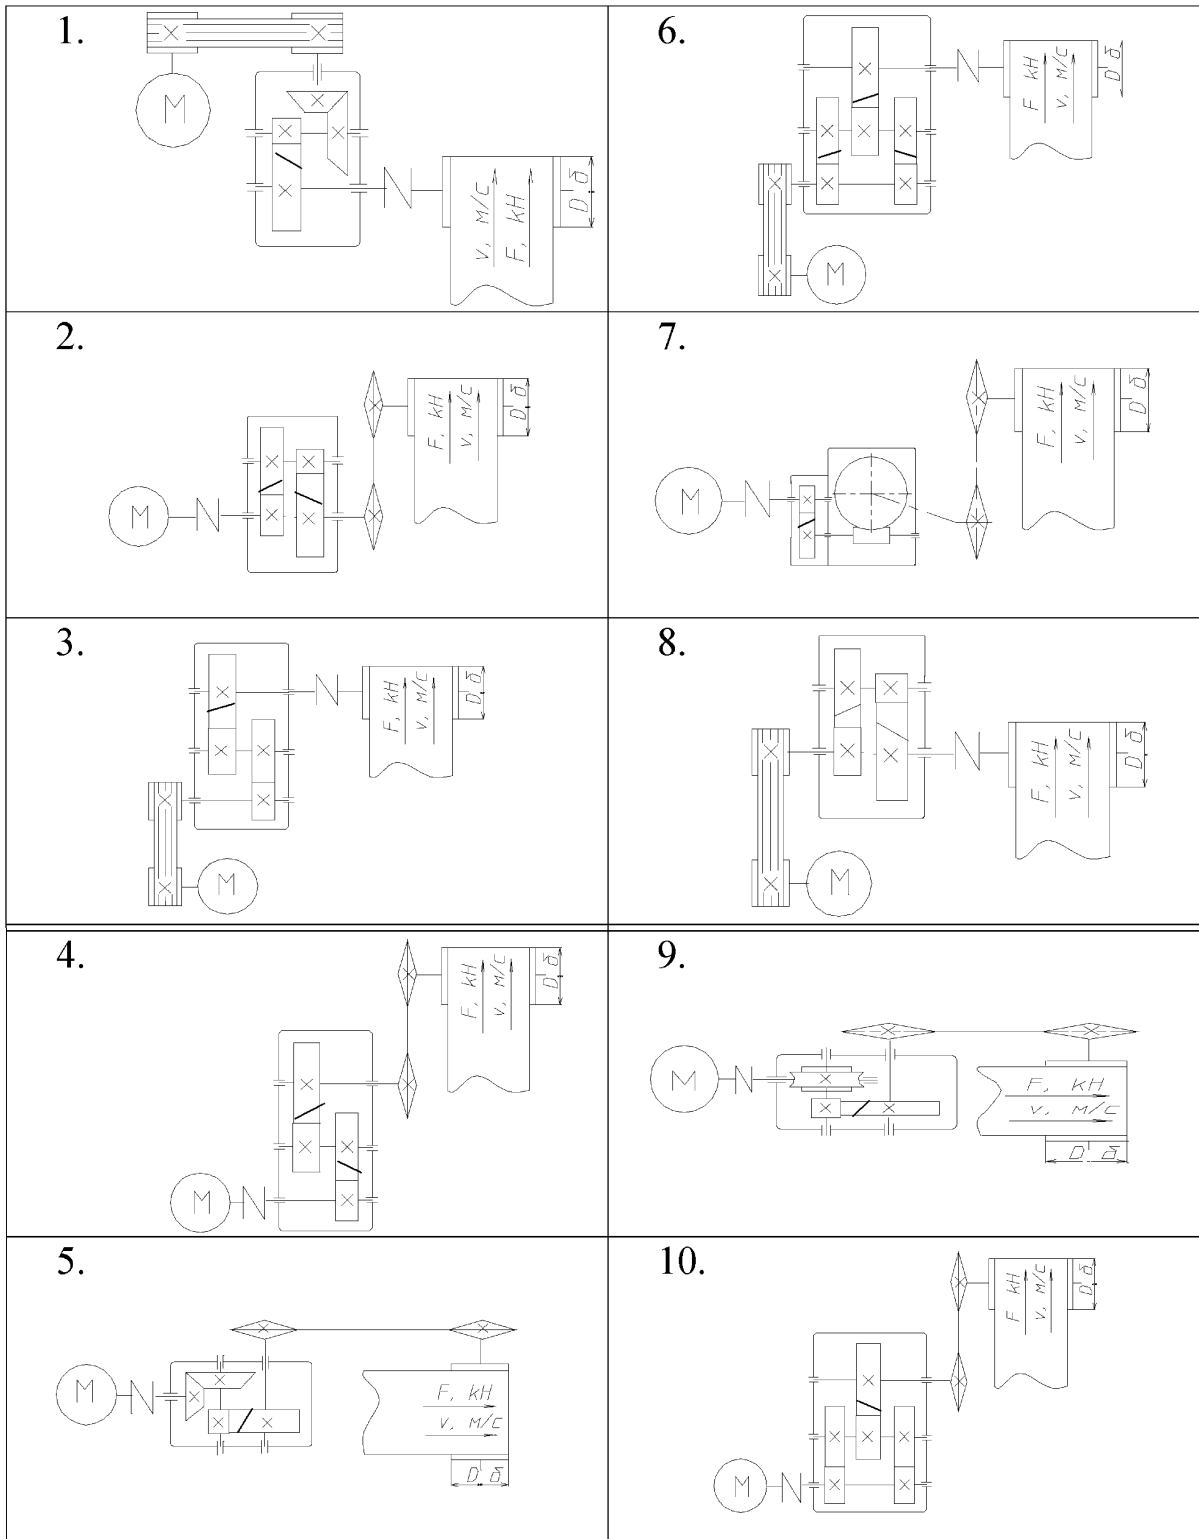 1.
M
v, м/с
F, кН
D б
2.
M
F, кН
v, м/с
D б
3.
M
F, кН
v, м/с
D б
4.
M
F, кН
v, м/с
D б
5.
M
F, кН
v, м/с
D б
6.
F кН
v, м/с
D б
M
7.
M
F, кН
v, м/с
D б
8.
F, кН
v, м/с
D б
M
9.
M
F, кН
v, м/с
D б
10.
F кН
v, м/с
D б
M